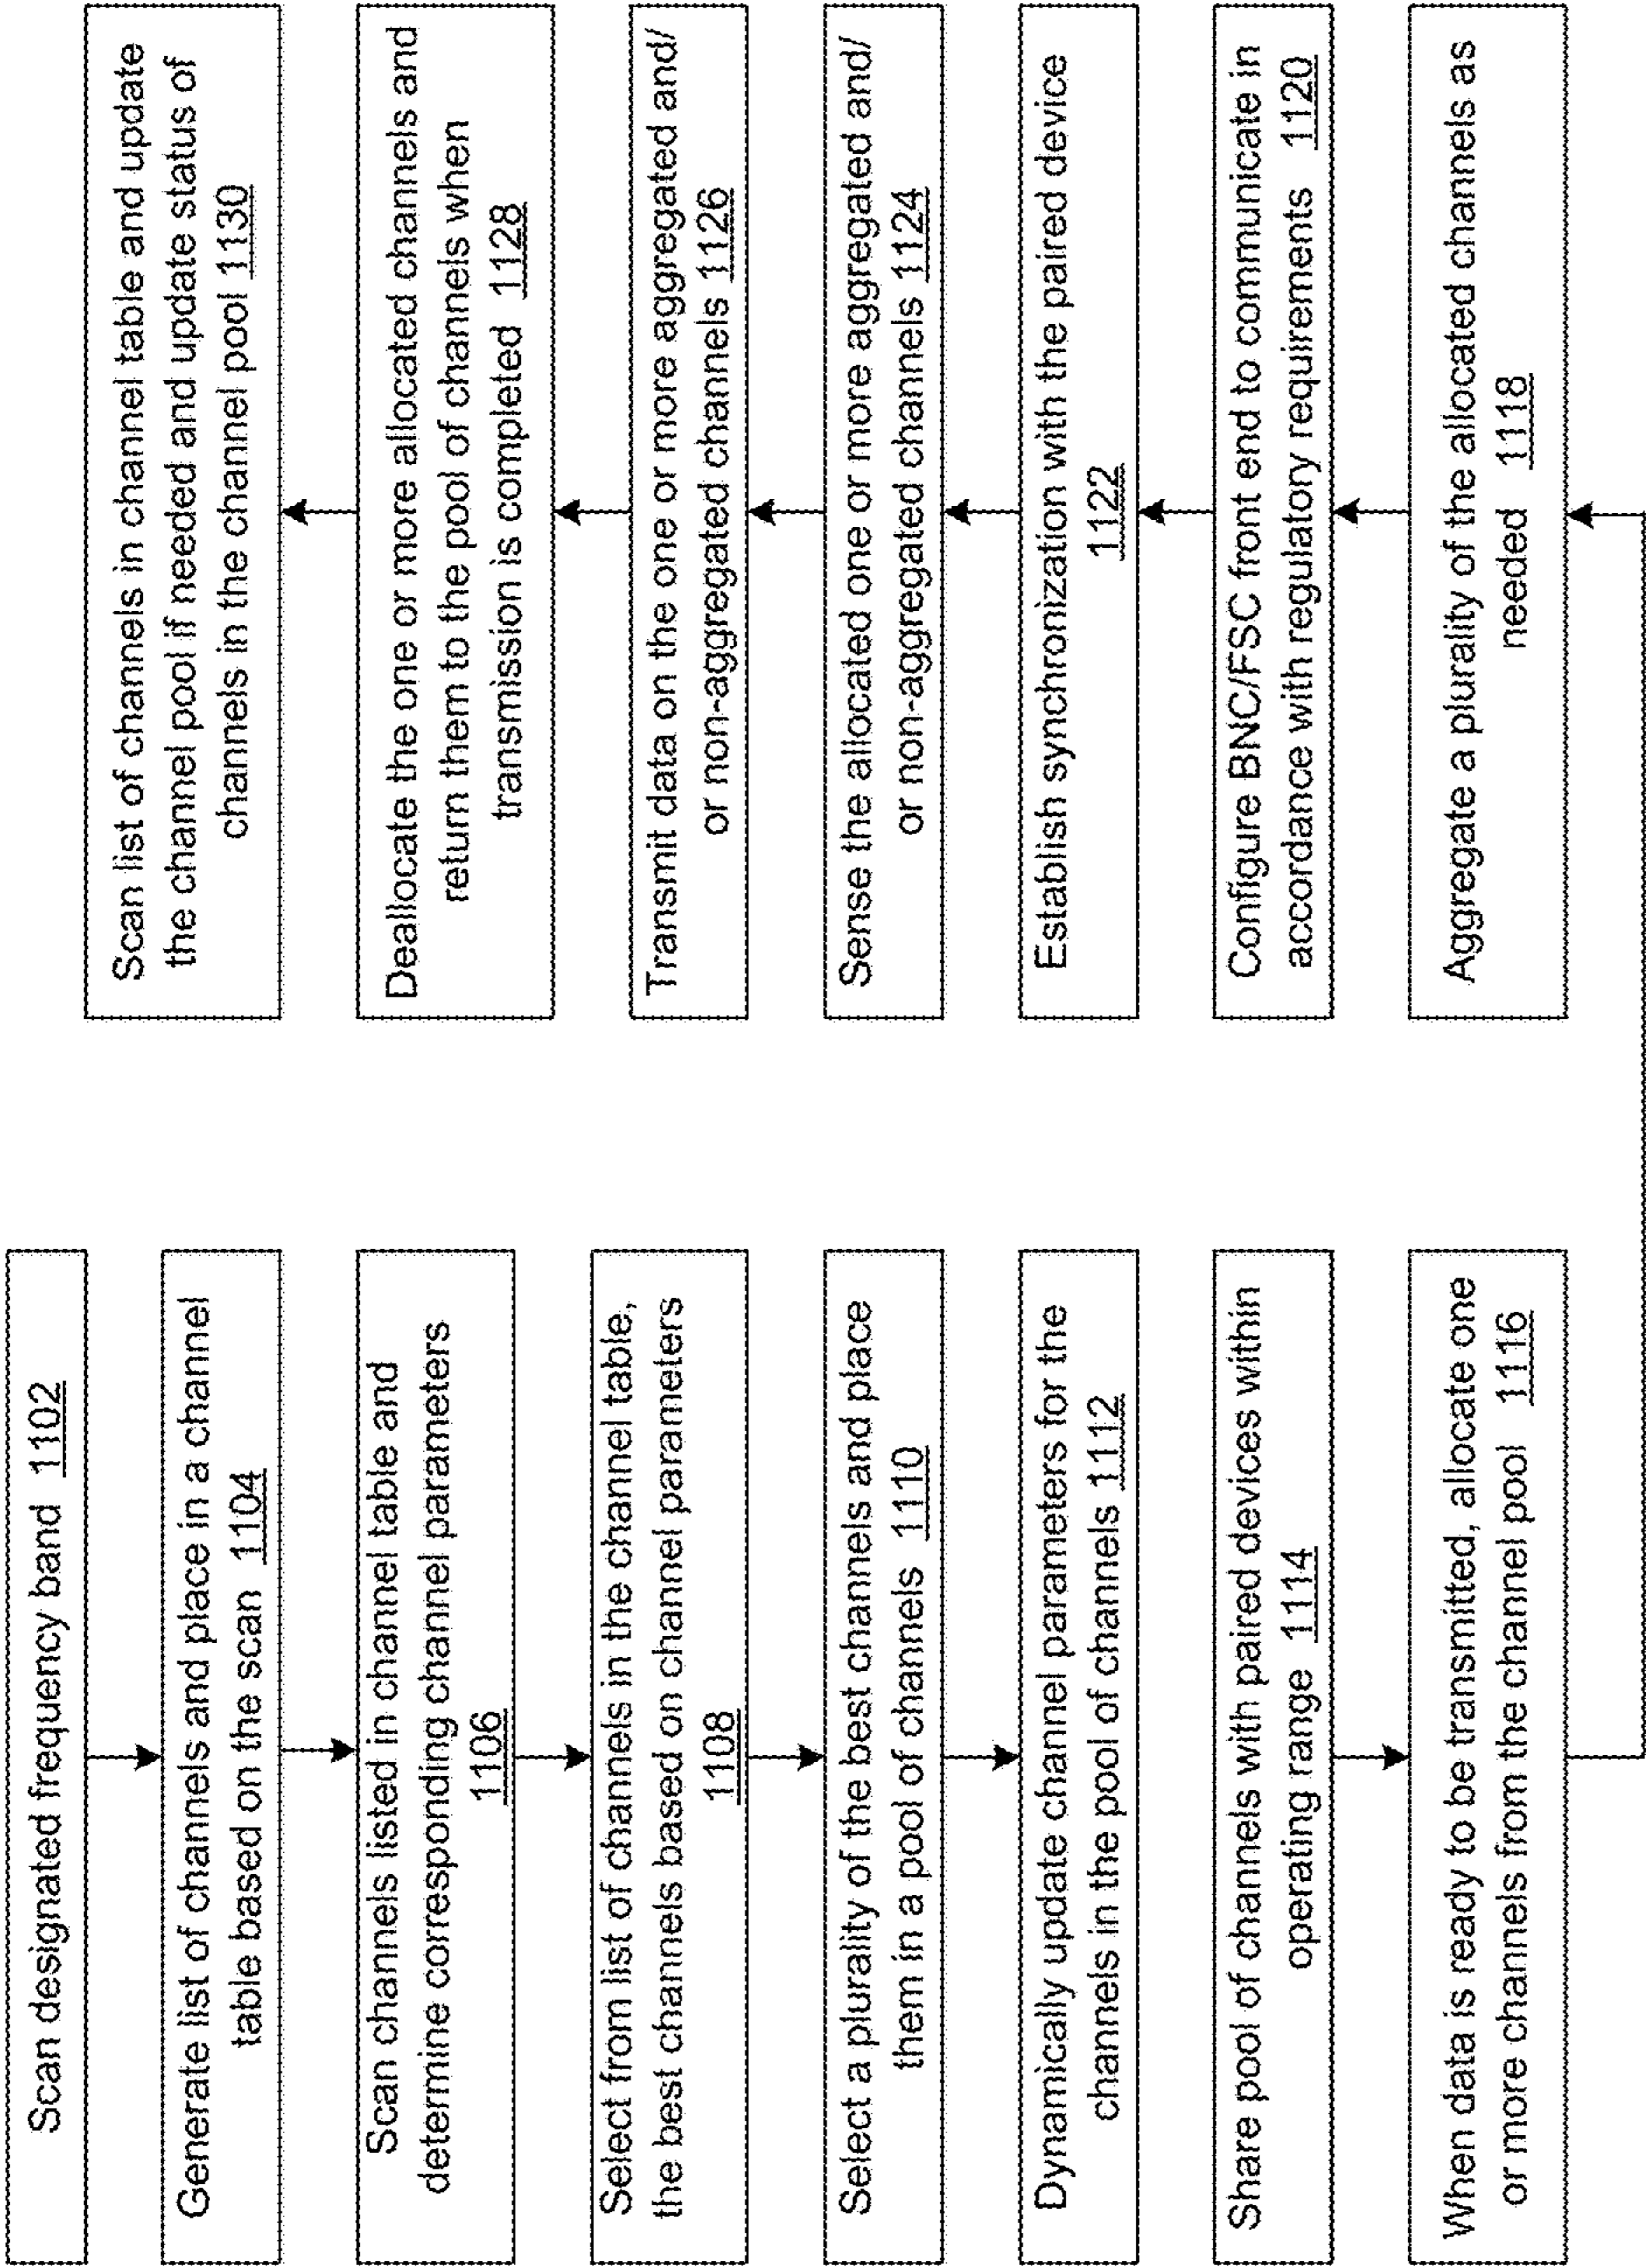 Scan designated frequency band 1102
Generate list of channels and place in a channel
table based on the scan 1104
Scan channels listed in channel table and
determine corresponding channel parameters
1106
Select from list of channels in the channel table,
the best channels based on channel parameters
1108
Select a plurality of the best channels and place
them in a pool of channels 1110
Dynamically update channel parameters for the
channels in the pool of channels 1112
Share pool of channels with paired devices within
operating range 1114
When data is ready to be transmitted, allocate one
or more channels from the channel pool 1116
Aggregate a plurality of the allocated channels as
needed 1118
Configure BNC/FSC front end to communicate in
accordance with regulatory requirements 1120
Establish synchronization with the paired device
1122
Sense the allocated one or more aggregated and/
or non-aggregated channels 1124
Transmit data on the one or more aggregated and/
or non-aggregated channels 1126
Deallocate the one or more allocated channels and
return them to the pool of channels when
transmission is completed 1128
Scan list of channels in channel table and update
the channel pool if needed and update status of
channels in the channel pool 1130